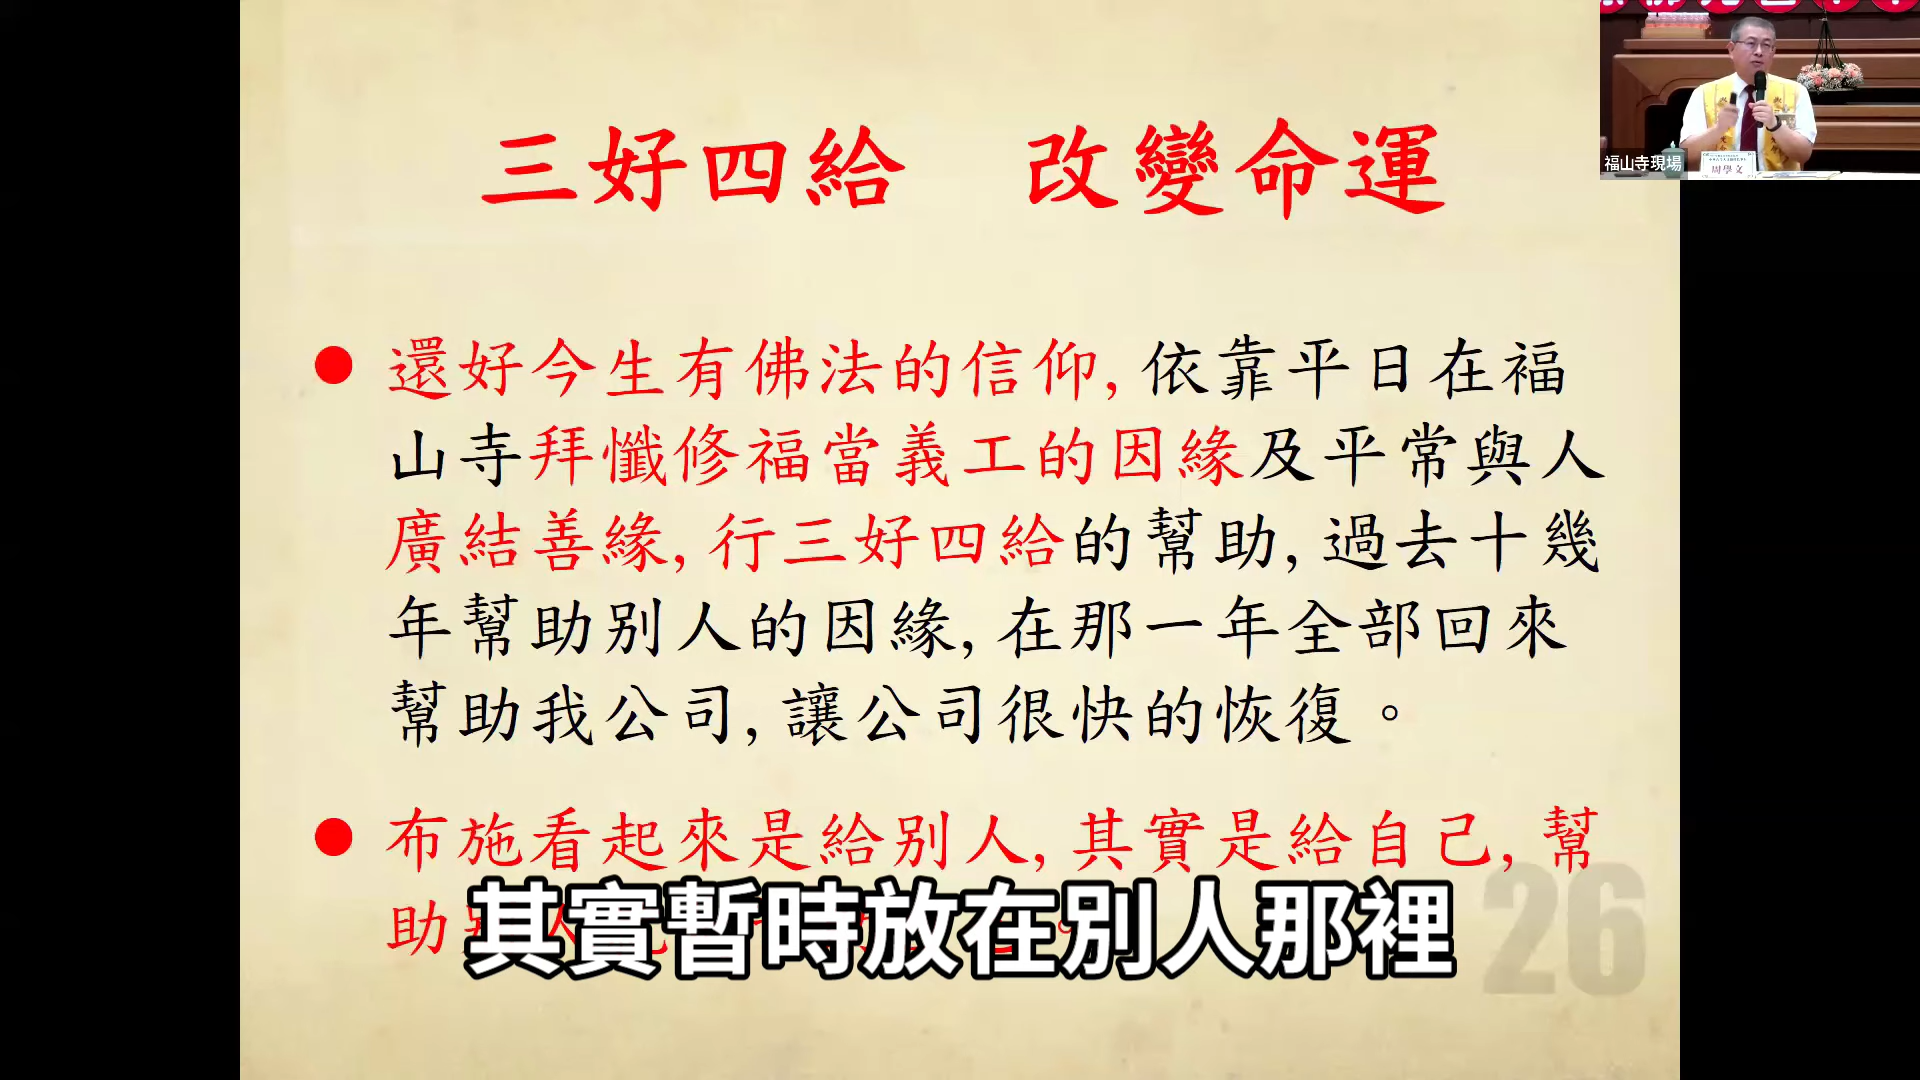 三好四給 改變命運
福山寺現場
周學文
還好今生有佛法的信仰,依靠平日在福
山寺拜懺修福當義工的因緣及平常與人
廣結善緣,行三好四給的幫助,過去十幾
年幫助別人的因緣,在那一年全部回來
幫助我公司,讓公司很快的恢復。
布施看起來是給別人,其實是給自己,幫
助
其實暫時放在別人那裡
26